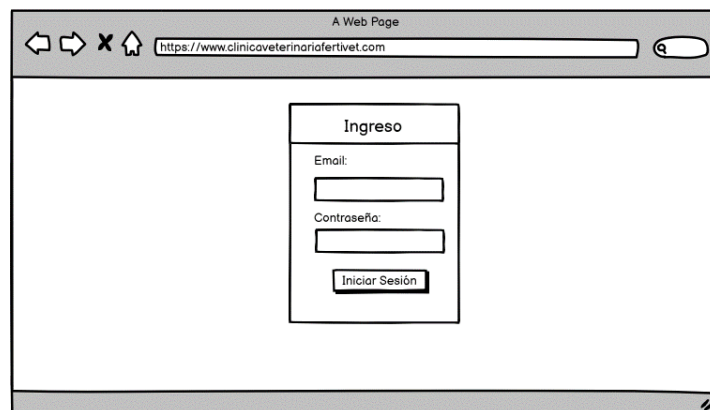 A Web Page
https://www.clinicaveterinariafertivet.com
Ingreso
Email:
Contraseña:
Iniciar Sesión